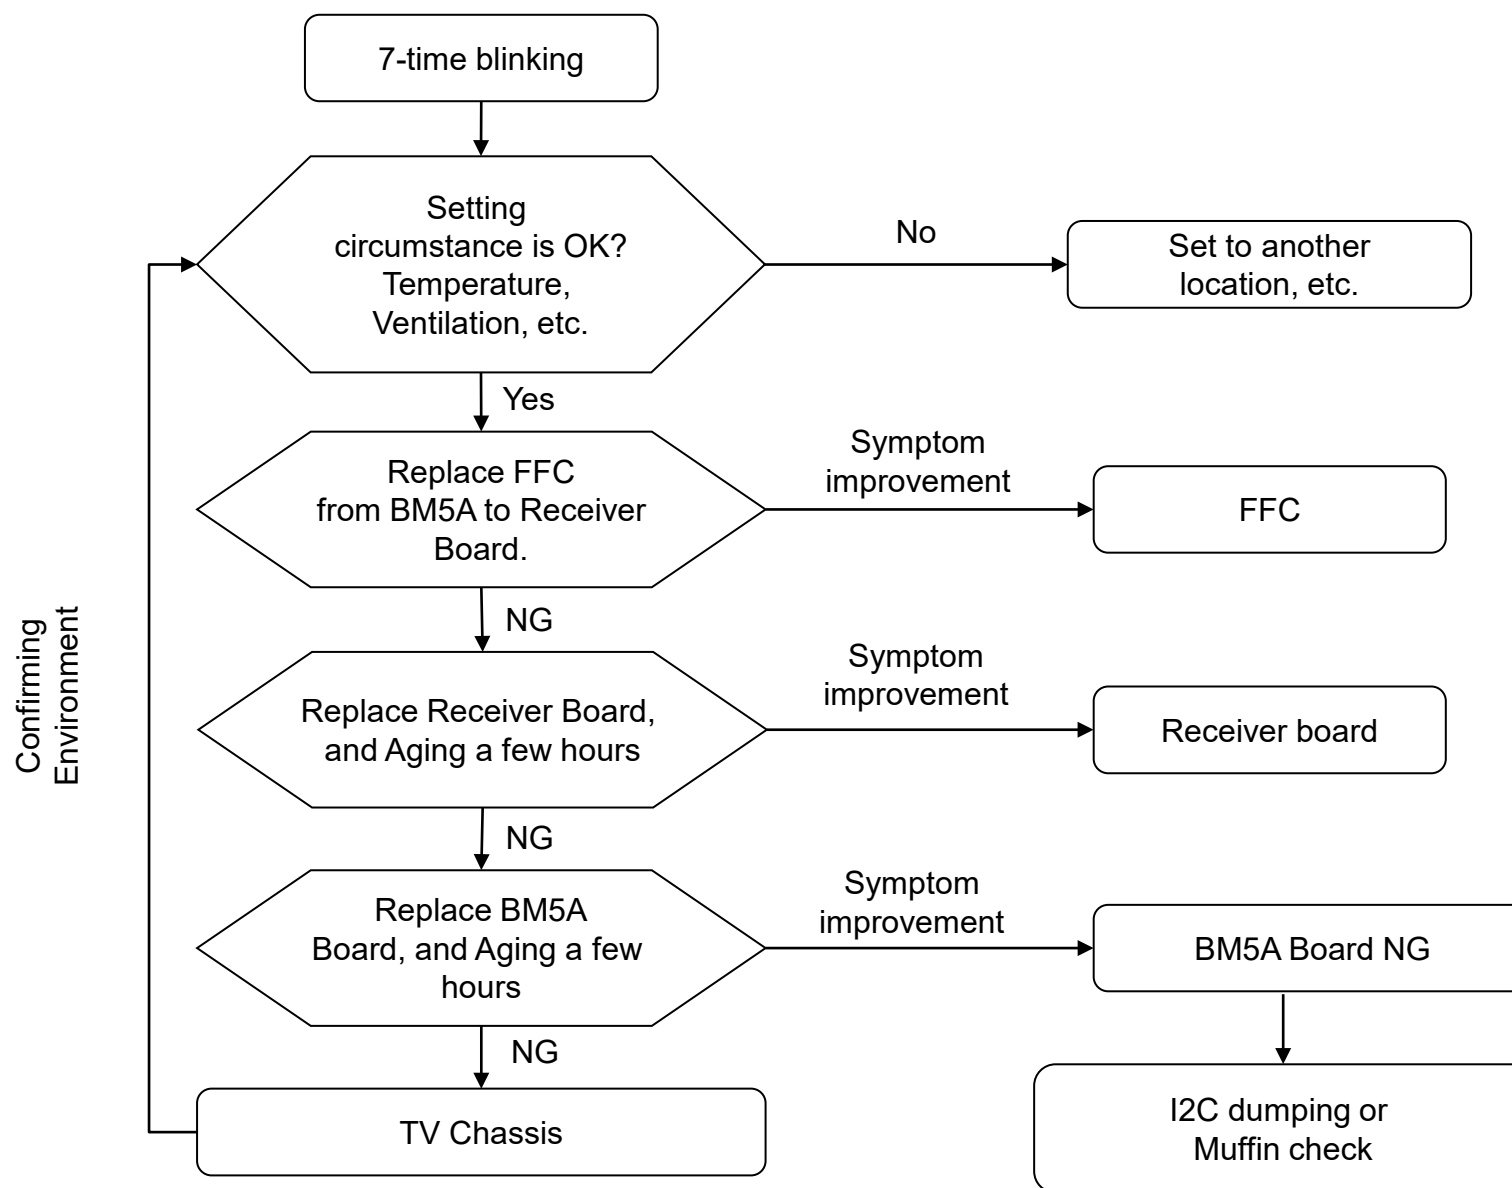 7-time blinking
Setting
circumstance is OK?
Temperature,
Ventilation, etc.
No
Set to another
location, etc.
Yes
Replace FFC
from BM5A to Receiver
Board.
Symptom
improvement
FFC
NG
Replace Receiver Board,
and Aging a few hours
Symptom
improvement
Receiver board
NG
Replace BM5A
Board, and Aging a few
hours
Symptom
improvement
BM5A Board NG
NG
TV Chassis
I2C dumping or
Muffin check
Confirming
Environment